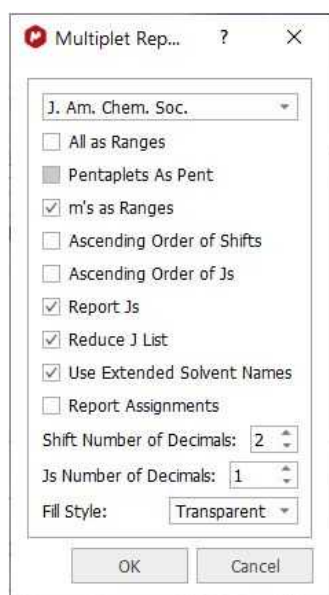 Multiplet Rep... ? ×
J. Am. Chem. Soc.
All as Ranges
Pentaplets As Pent
m's as Ranges
Ascending Order of Shifts
Ascending Order of Js
Report Js
Reduce J List
Use Extended Solvent Names
Report Assignments
Shift Number of Decimals: 2
Js Number of Decimals: 1
Fill Style: Transparent
OK Cancel